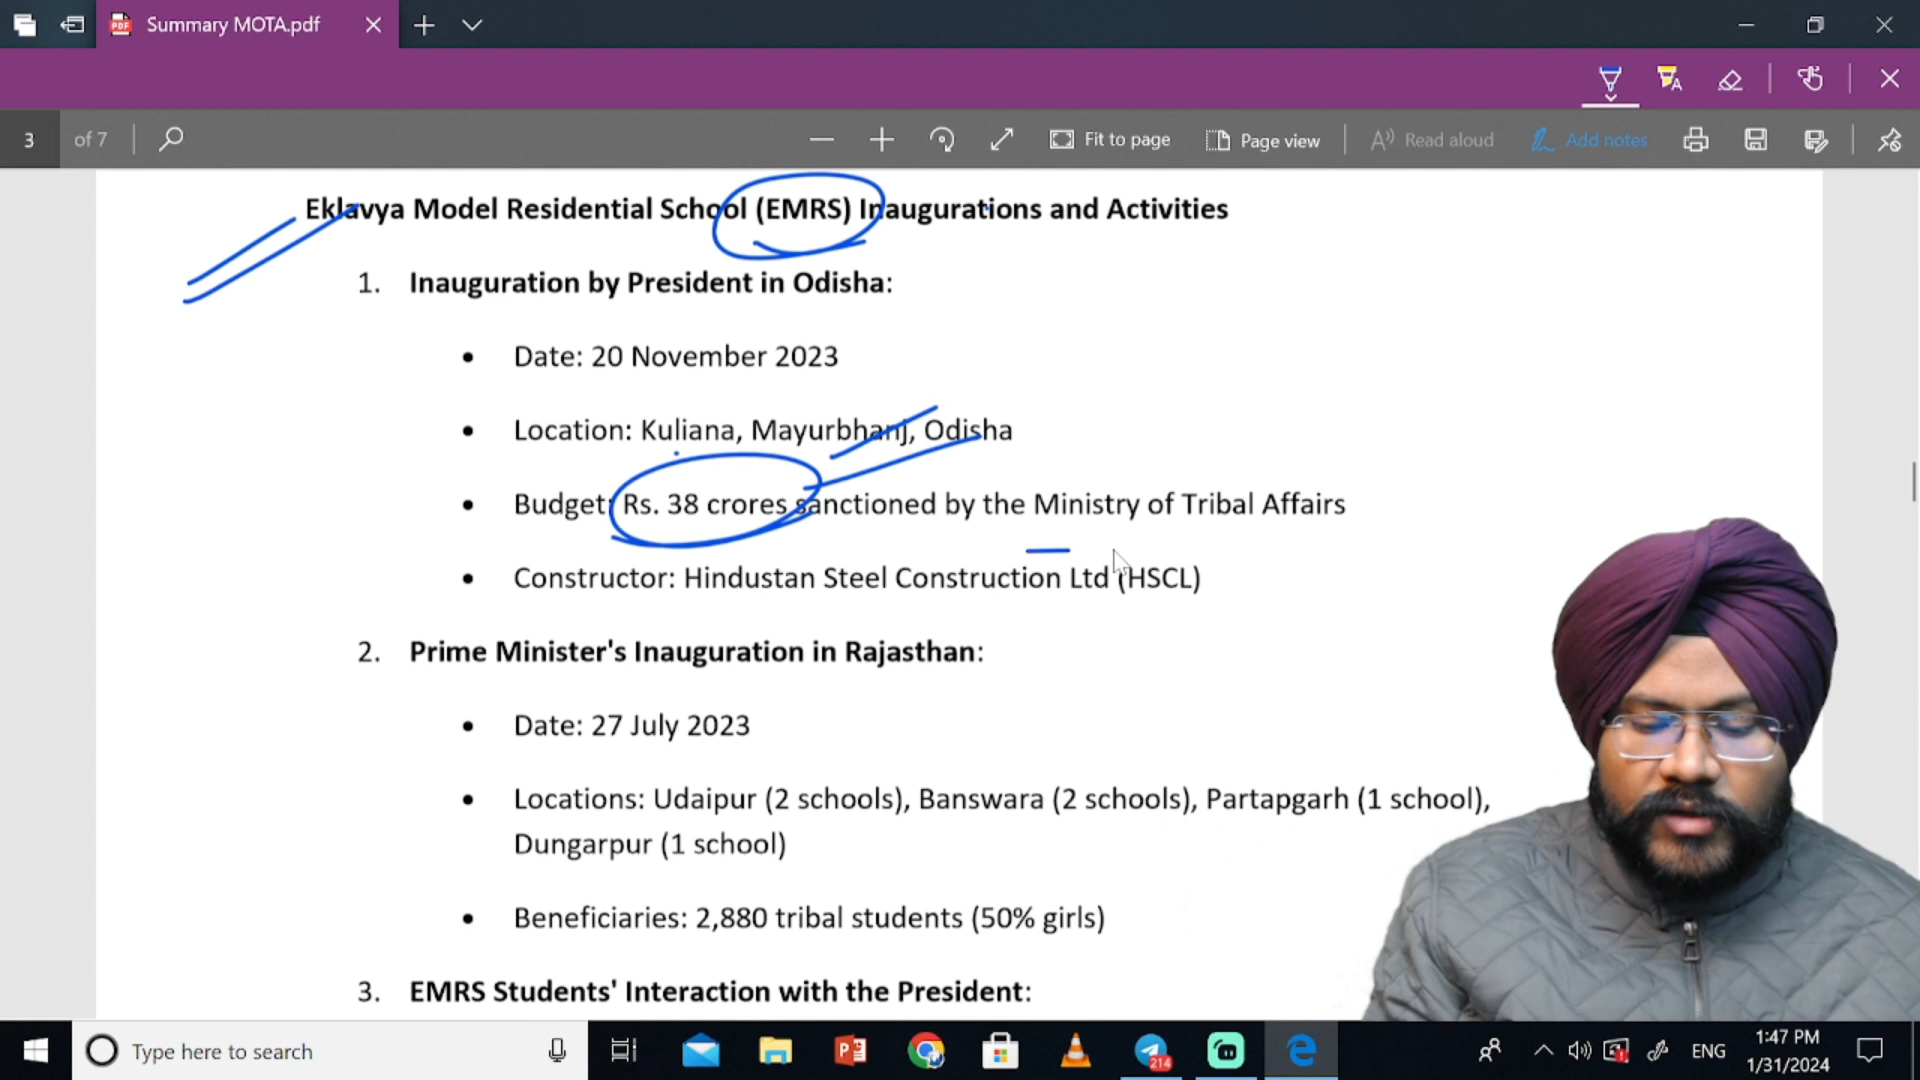 Summary MOTA.pdf
3 of 7
Fit to page
Page view
Read aloud
Add notes
Eklavya Model Residential School (EMRS) Inaugurations and Activities
1. Inauguration by President in Odisha:
• Date: 20 November 2023
• Location: Kuliana, Mayurbhanj, Odisha
• Budget: Rs. 38 crores sanctioned by the Ministry of Tribal Affairs
• Constructor: Hindustan Steel Construction Ltd (HSCL)
2. Prime Minister's Inauguration in Rajasthan:
• Date: 27 July 2023
• Locations: Udaipur (2 schools), Banswara (2 schools), Partapgarh (1 school),
Dungarpur (1 school)
• Beneficiaries: 2,880 tribal students (50% girls)
3. EMRS Students' Interaction with the President:
Type here to search
214
ENG
1:47 PM
1/31/2024